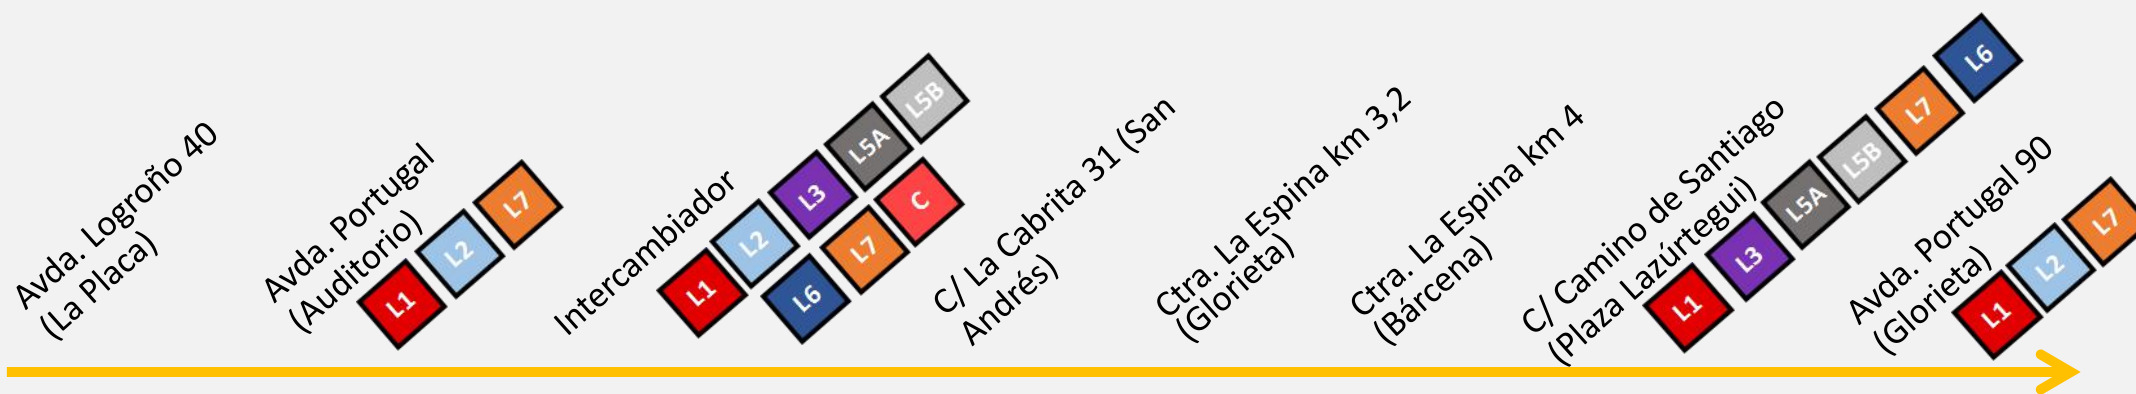 Avda. Logroño 40
(La Placa)
Avda. Portugal
(Auditorio)
L1 L2 L7
Intercambiador
L1 L2 L3 L5A L5B
L6 L7 C
C/ La Cabrita 31 (San
Andrés)
Ctra. La Espina km 3,2
(Glorieta)
Ctra. La Espina km 4
(Bárcena)
C/ Camino de Santiago
(Plaza Lazúrtegui)
L1 L3 L5A L5B L7 L6
Avda. Portugal 90
(Glorieta)
L1 L2 L7